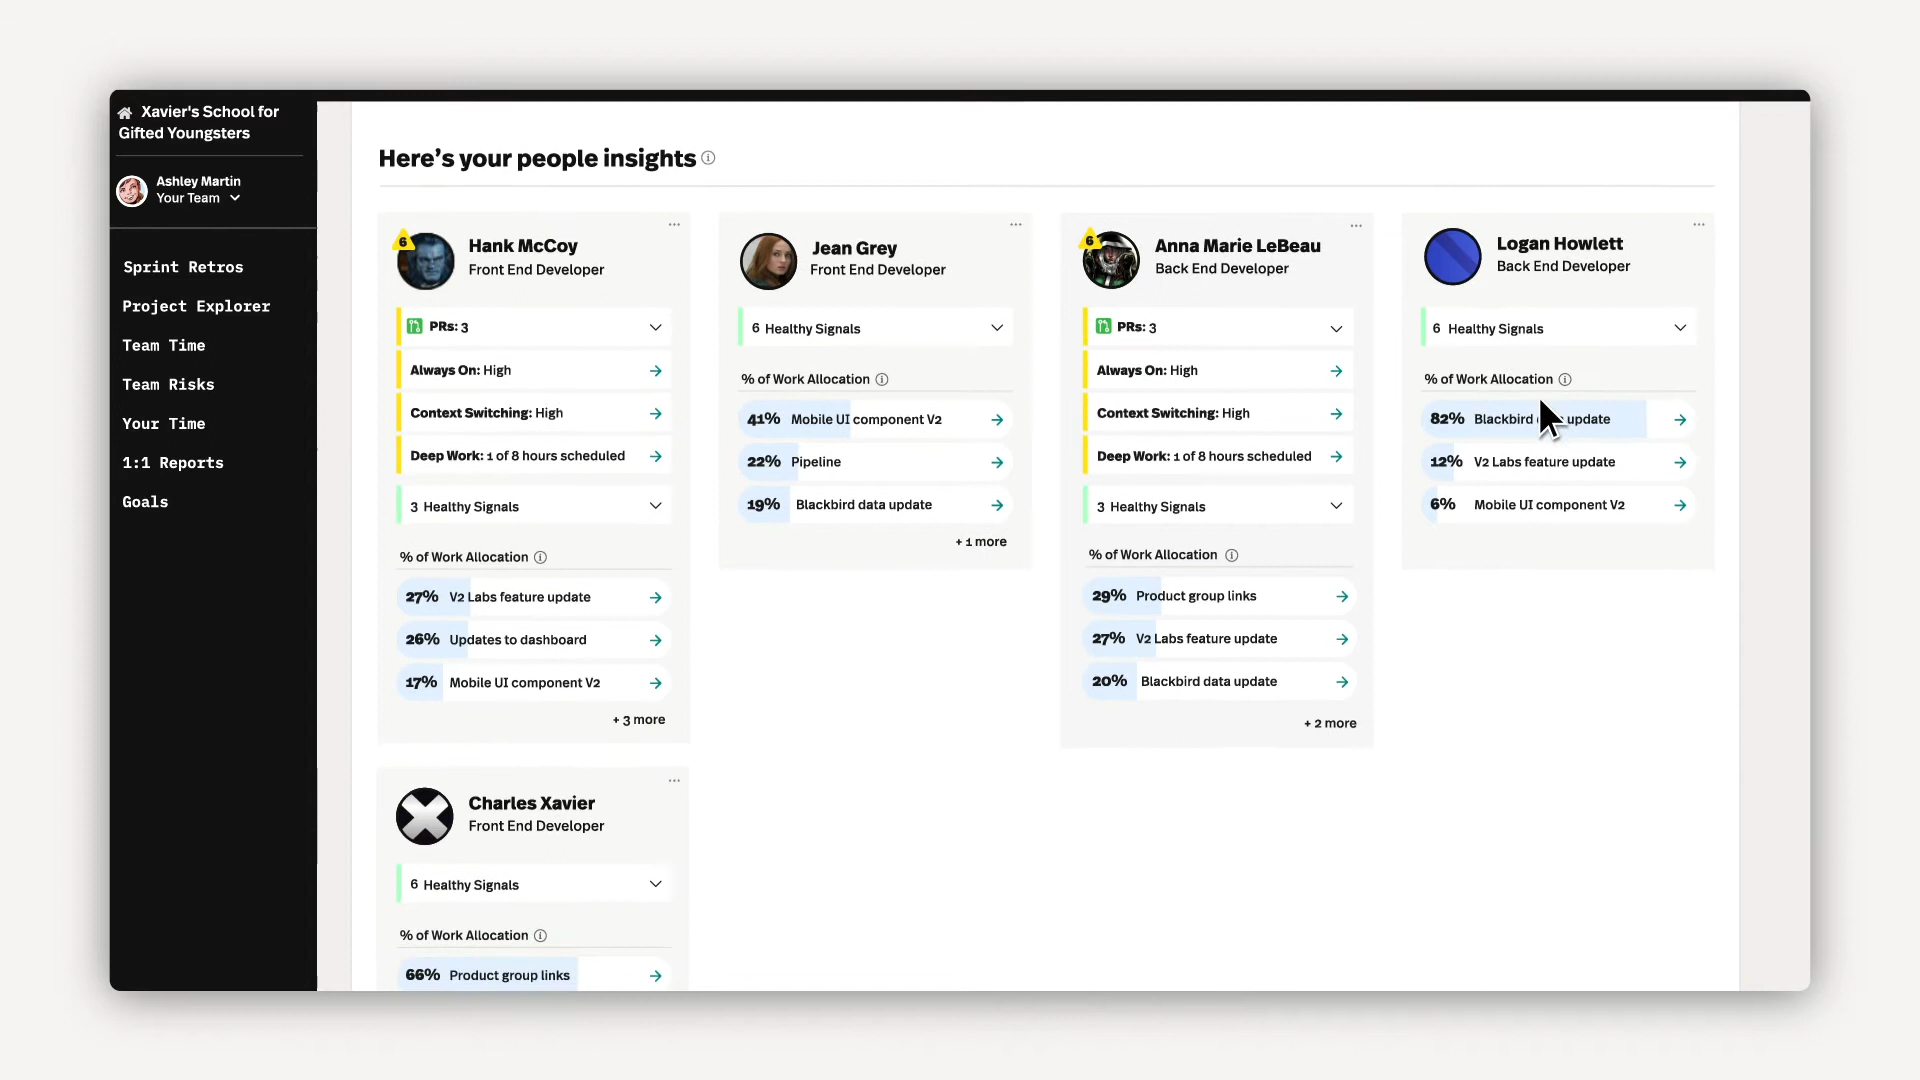 Xavier's School for
Gifted Youngsters
Ashley Martin
Your Team
Sprint Retros
Project Explorer
Team Time
Team Risks
Your Time
1:1 Reports
Goals
Here's your people insights
6
Hank McCoy
Front End Developer
PRs: 3
Always On: High
Context Switching: High
Deep Work: 1 of 8 hours scheduled
3 Healthy Signals
% of Work Allocation
27% V2 Labs feature update
26% Updates to dashboard
17% Mobile UI component V2
+ 3 more
Jean Grey
Front End Developer
6 Healthy Signals
% of Work Allocation
41% Mobile UI component V2
22% Pipeline
19% Blackbird data update
+ 1 more
6
Anna Marie LeBeau
Back End Developer
PRs: 3
Always On: High
Context Switching: High
Deep Work: 1 of 8 hours scheduled
3 Healthy Signals
% of Work Allocation
29% Product group links
27% V2 Labs feature update
20% Blackbird data update
+ 2 more
Logan Howlett
Back End Developer
6 Healthy Signals
% of Work Allocation
82% Blackbird update
12% V2 Labs feature update
6% Mobile UI component V2
Charles Xavier
Front End Developer
6 Healthy Signals
% of Work Allocation
66% Product group links